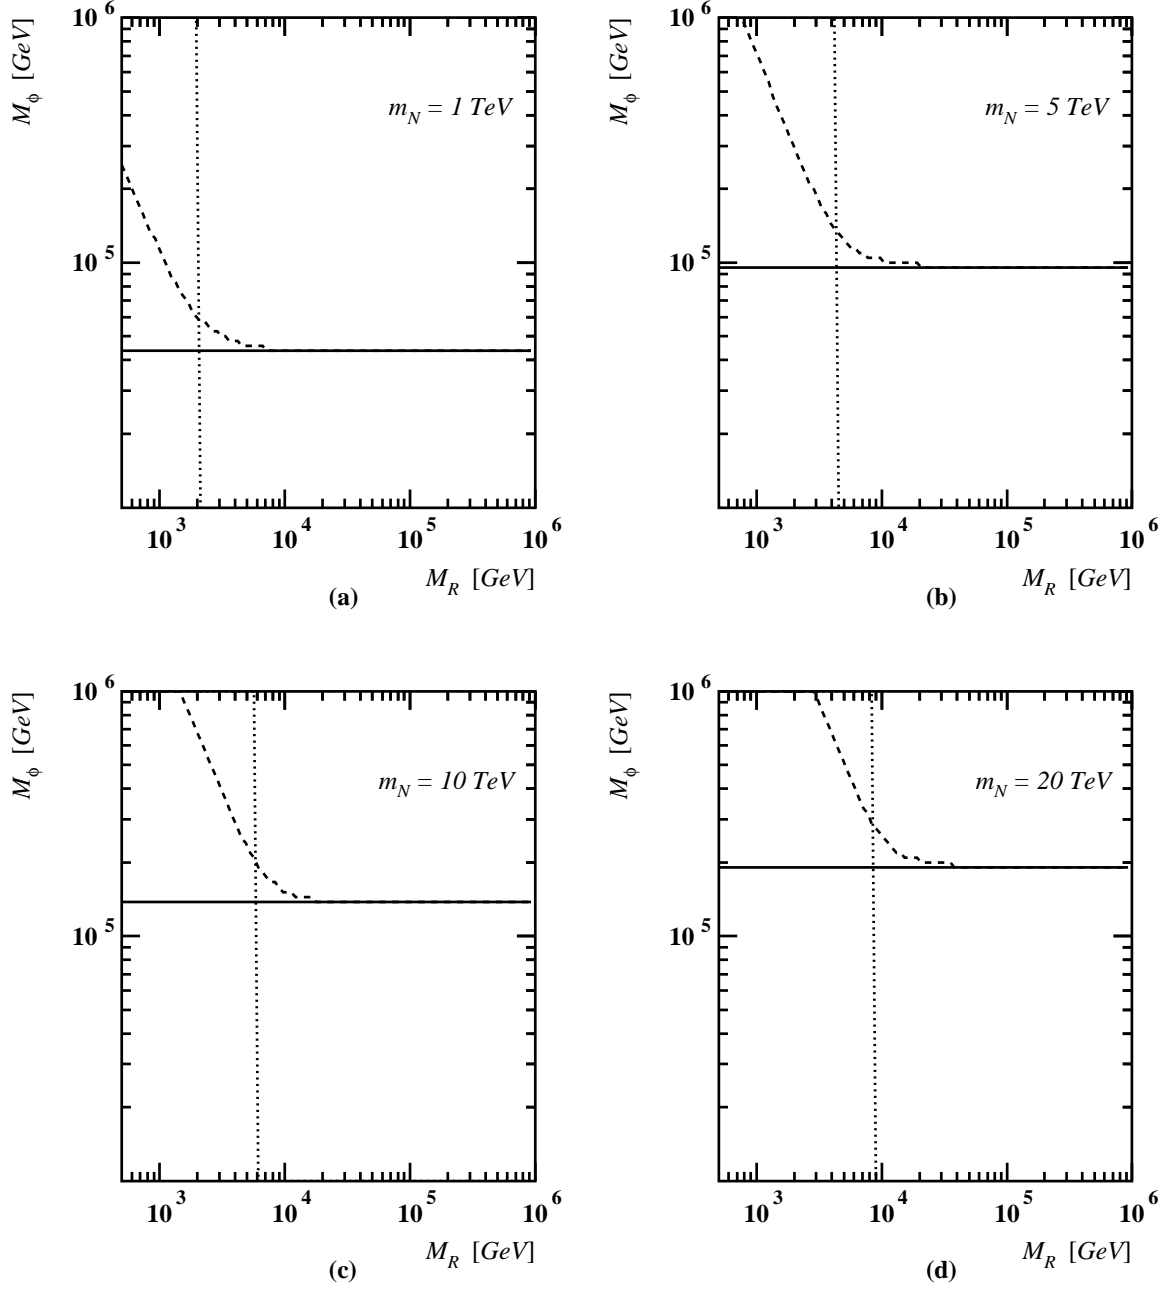 M_ϕ [GeV]
10^6
10^5
m_N = 1 TeV
10^3 10^4 10^5 10^6
M_R [GeV]
(a)
M_ϕ [GeV]
10^6
10^5
m_N = 5 TeV
10^3 10^4 10^5 10^6
M_R [GeV]
(b)
M_ϕ [GeV]
10^6
10^5
m_N = 10 TeV
10^3 10^4 10^5 10^6
M_R [GeV]
(c)
M_ϕ [GeV]
10^6
10^5
m_N = 20 TeV
10^3 10^4 10^5 10^6
M_R [GeV]
(d)